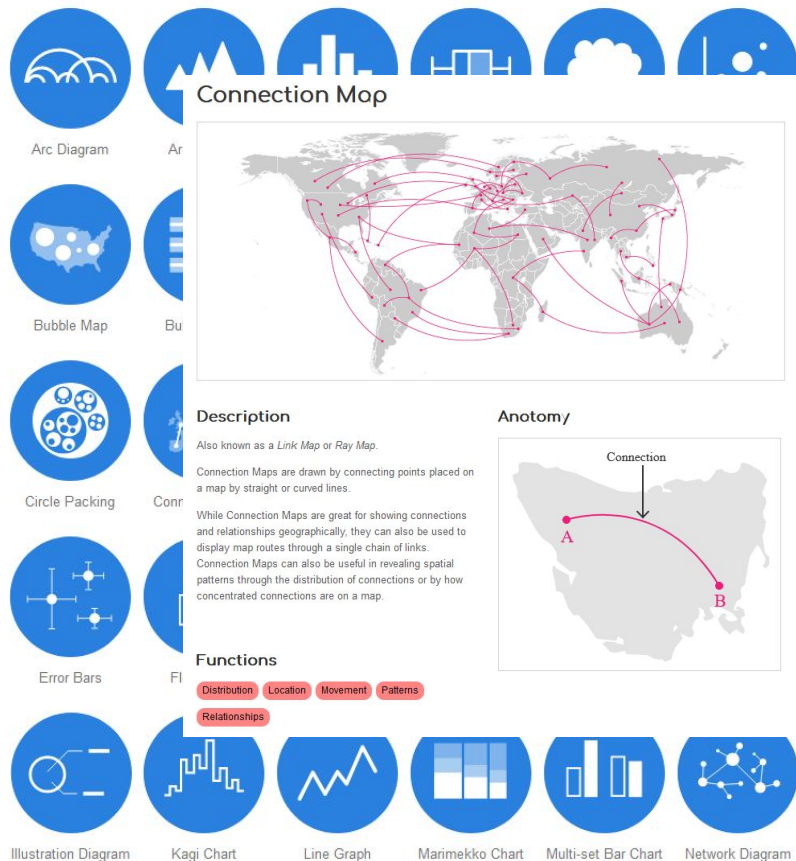 Connection Map
Arc Diagram
Ar
Bubble Map
Bu
Description
Also known as a Link Map or Ray Map.
Connection Maps are drawn by connecting points placed on
a map by straight or curved lines.
While Connection Maps are great for showing connections
and relationships geographically, they can also be used to
display map routes through a single chain of links.
Connection Maps can also be useful in revealing spatial
patterns through the distribution of connections or by how
concentrated connections are on a map.
Anotomy
Connection
A
B
Circle Packing
Conn
Error Bars
Fl
Functions
Distribution Location Movement Patterns
Relationships
Illustration Diagram Kagi Chart Line Graph Marimekko Chart Multi-set Bar Chart Network Diagram